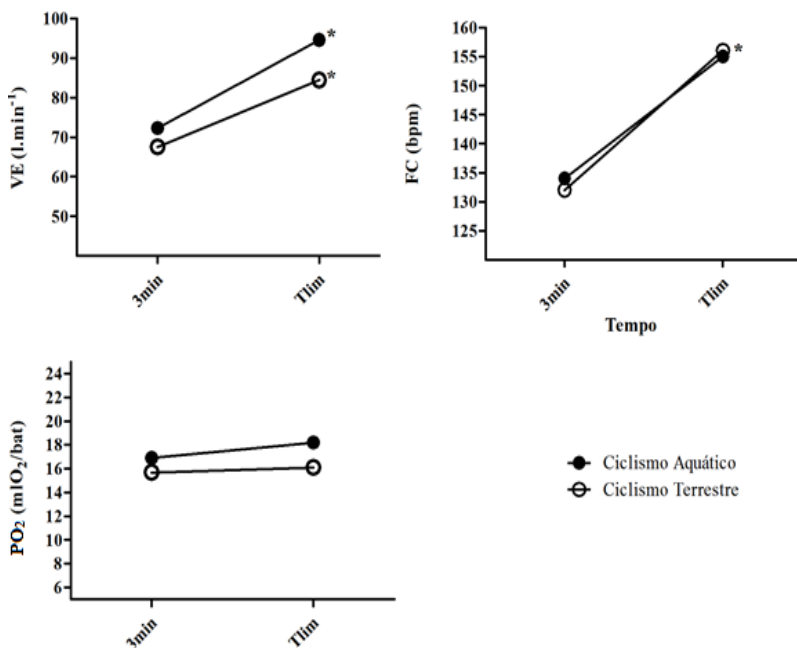 VE (l.min⁻¹)
100
90
80
70
60
50
*
*
3min
Tlim
FC (bpm)
160
155
150
145
140
135
130
125
*
3min
Tlim
Tempo
PO₂ (mlO₂/bat)
24
22
20
18
16
14
12
10
8
6
3min
Tlim
Ciclismo Aquático
Ciclismo Terrestre